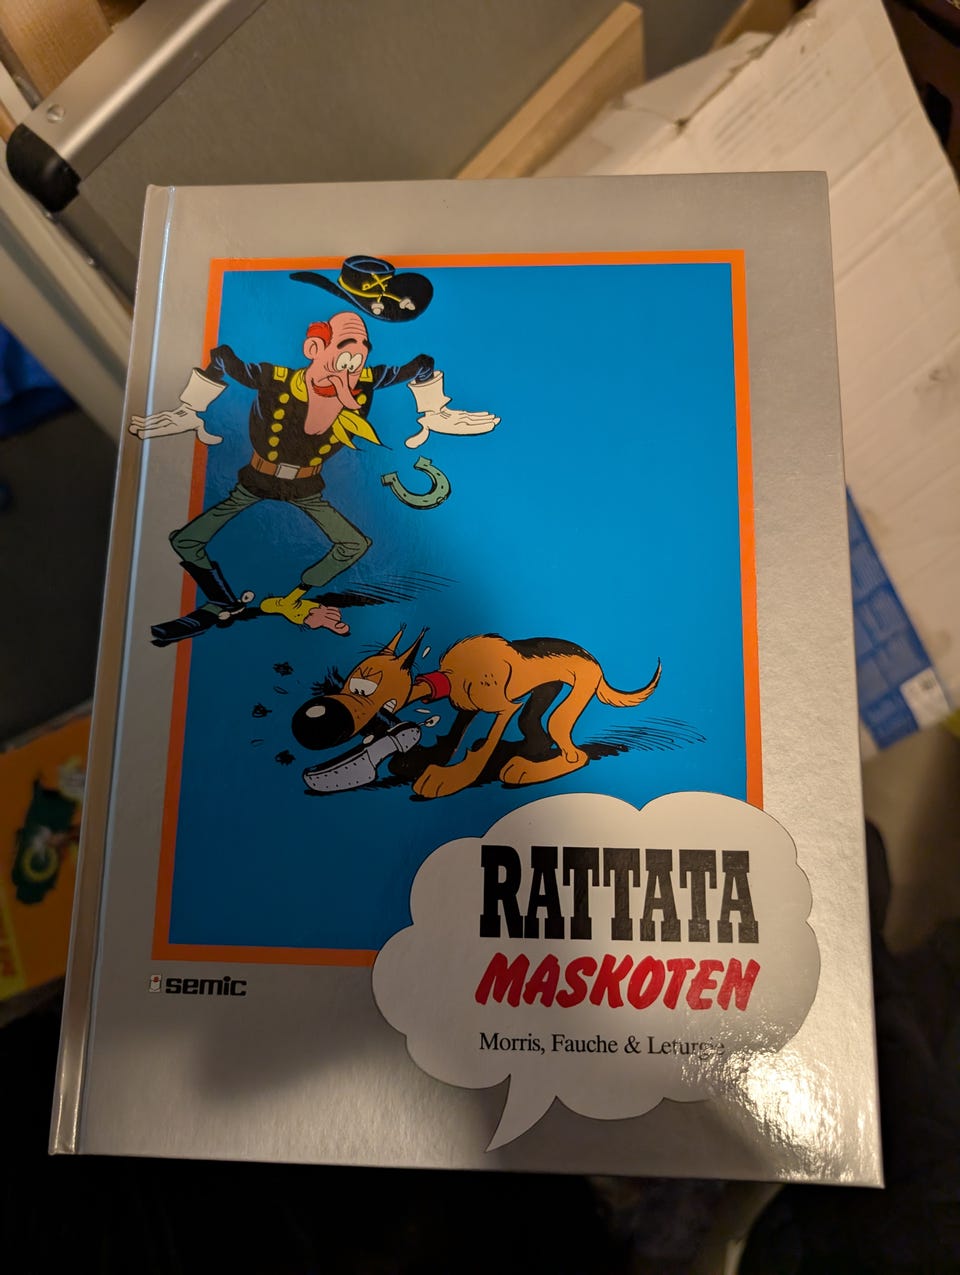 semic
RATTATA
MASKOTEN
Morris, Fauche & Leturgie